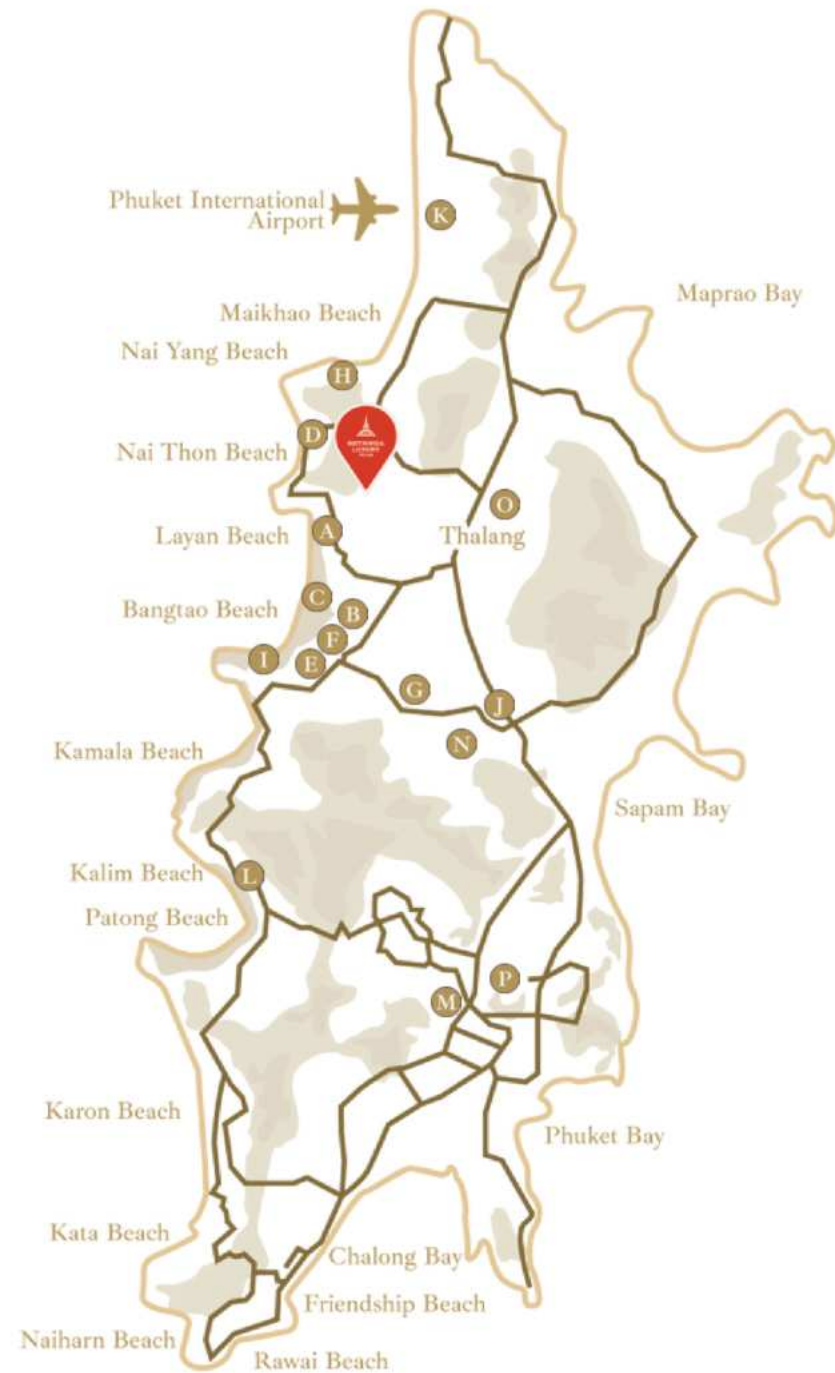 Phuket International
Airport
K
Maprao Bay
Maikhao Beach
Nai Yang Beach
H
D
Nai Thon Beach
LUXURY
O
Layan Beach
A
Thalang
C
Bangtao Beach
B
F
I
E
G
J
N
Kamala Beach
Sapam Bay
Kalim Beach
L
Patong Beach
P
M
Karon Beach
Phuket Bay
Kata Beach
Chalong Bay
Friendship Beach
Naiharn Beach
Rawai Beach